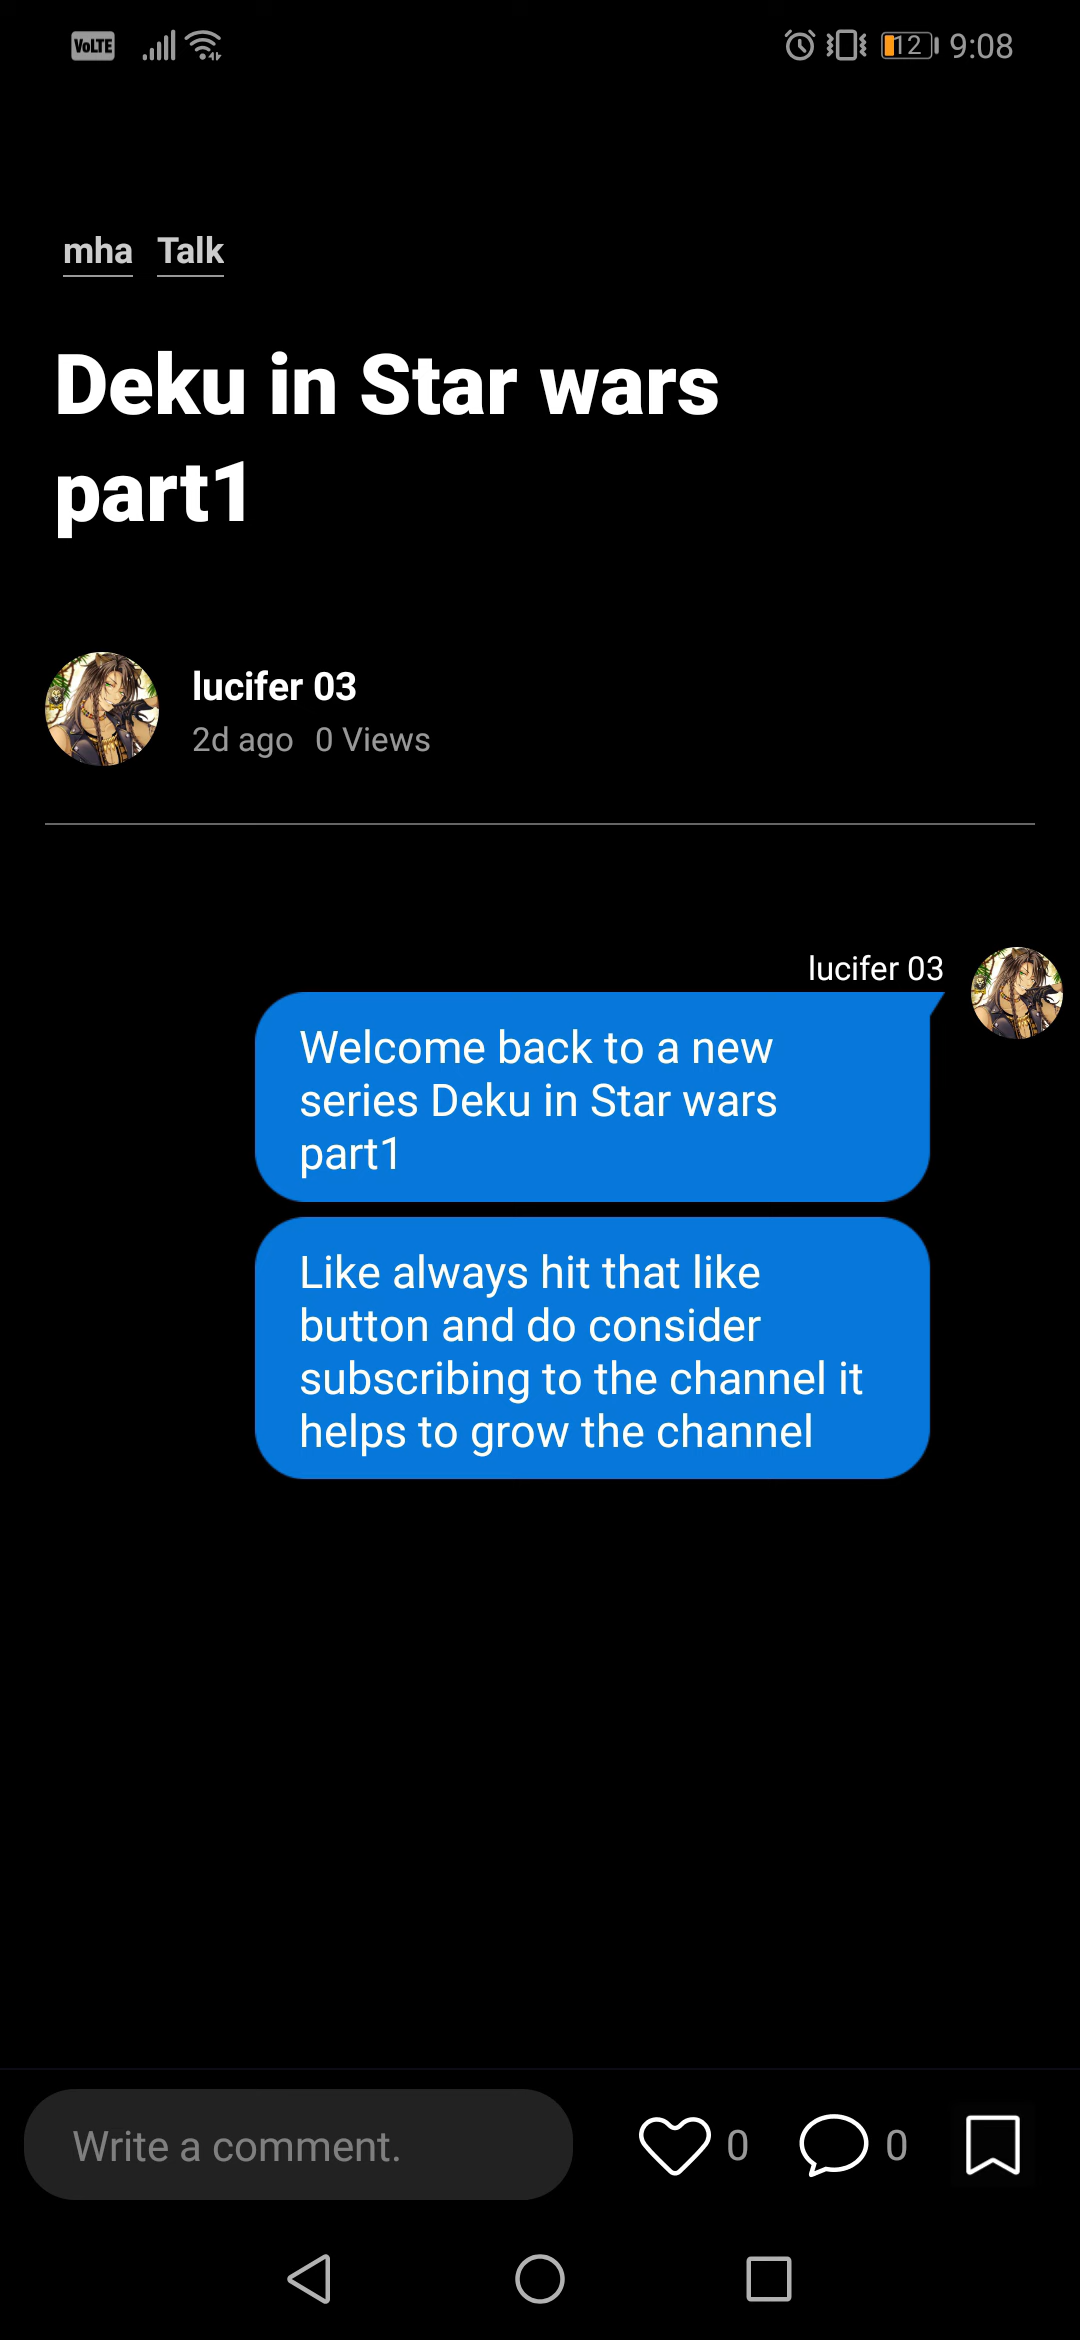 VoLTE 12 9:08
mha Talk
Deku in Star wars
part1
lucifer 03
2d ago 0 Views
lucifer 03
Welcome back to a new
series Deku in Star wars
part1
Like always hit that like
button and do consider
subscribing to the channel it
helps to grow the channel
Write a comment. 0 0